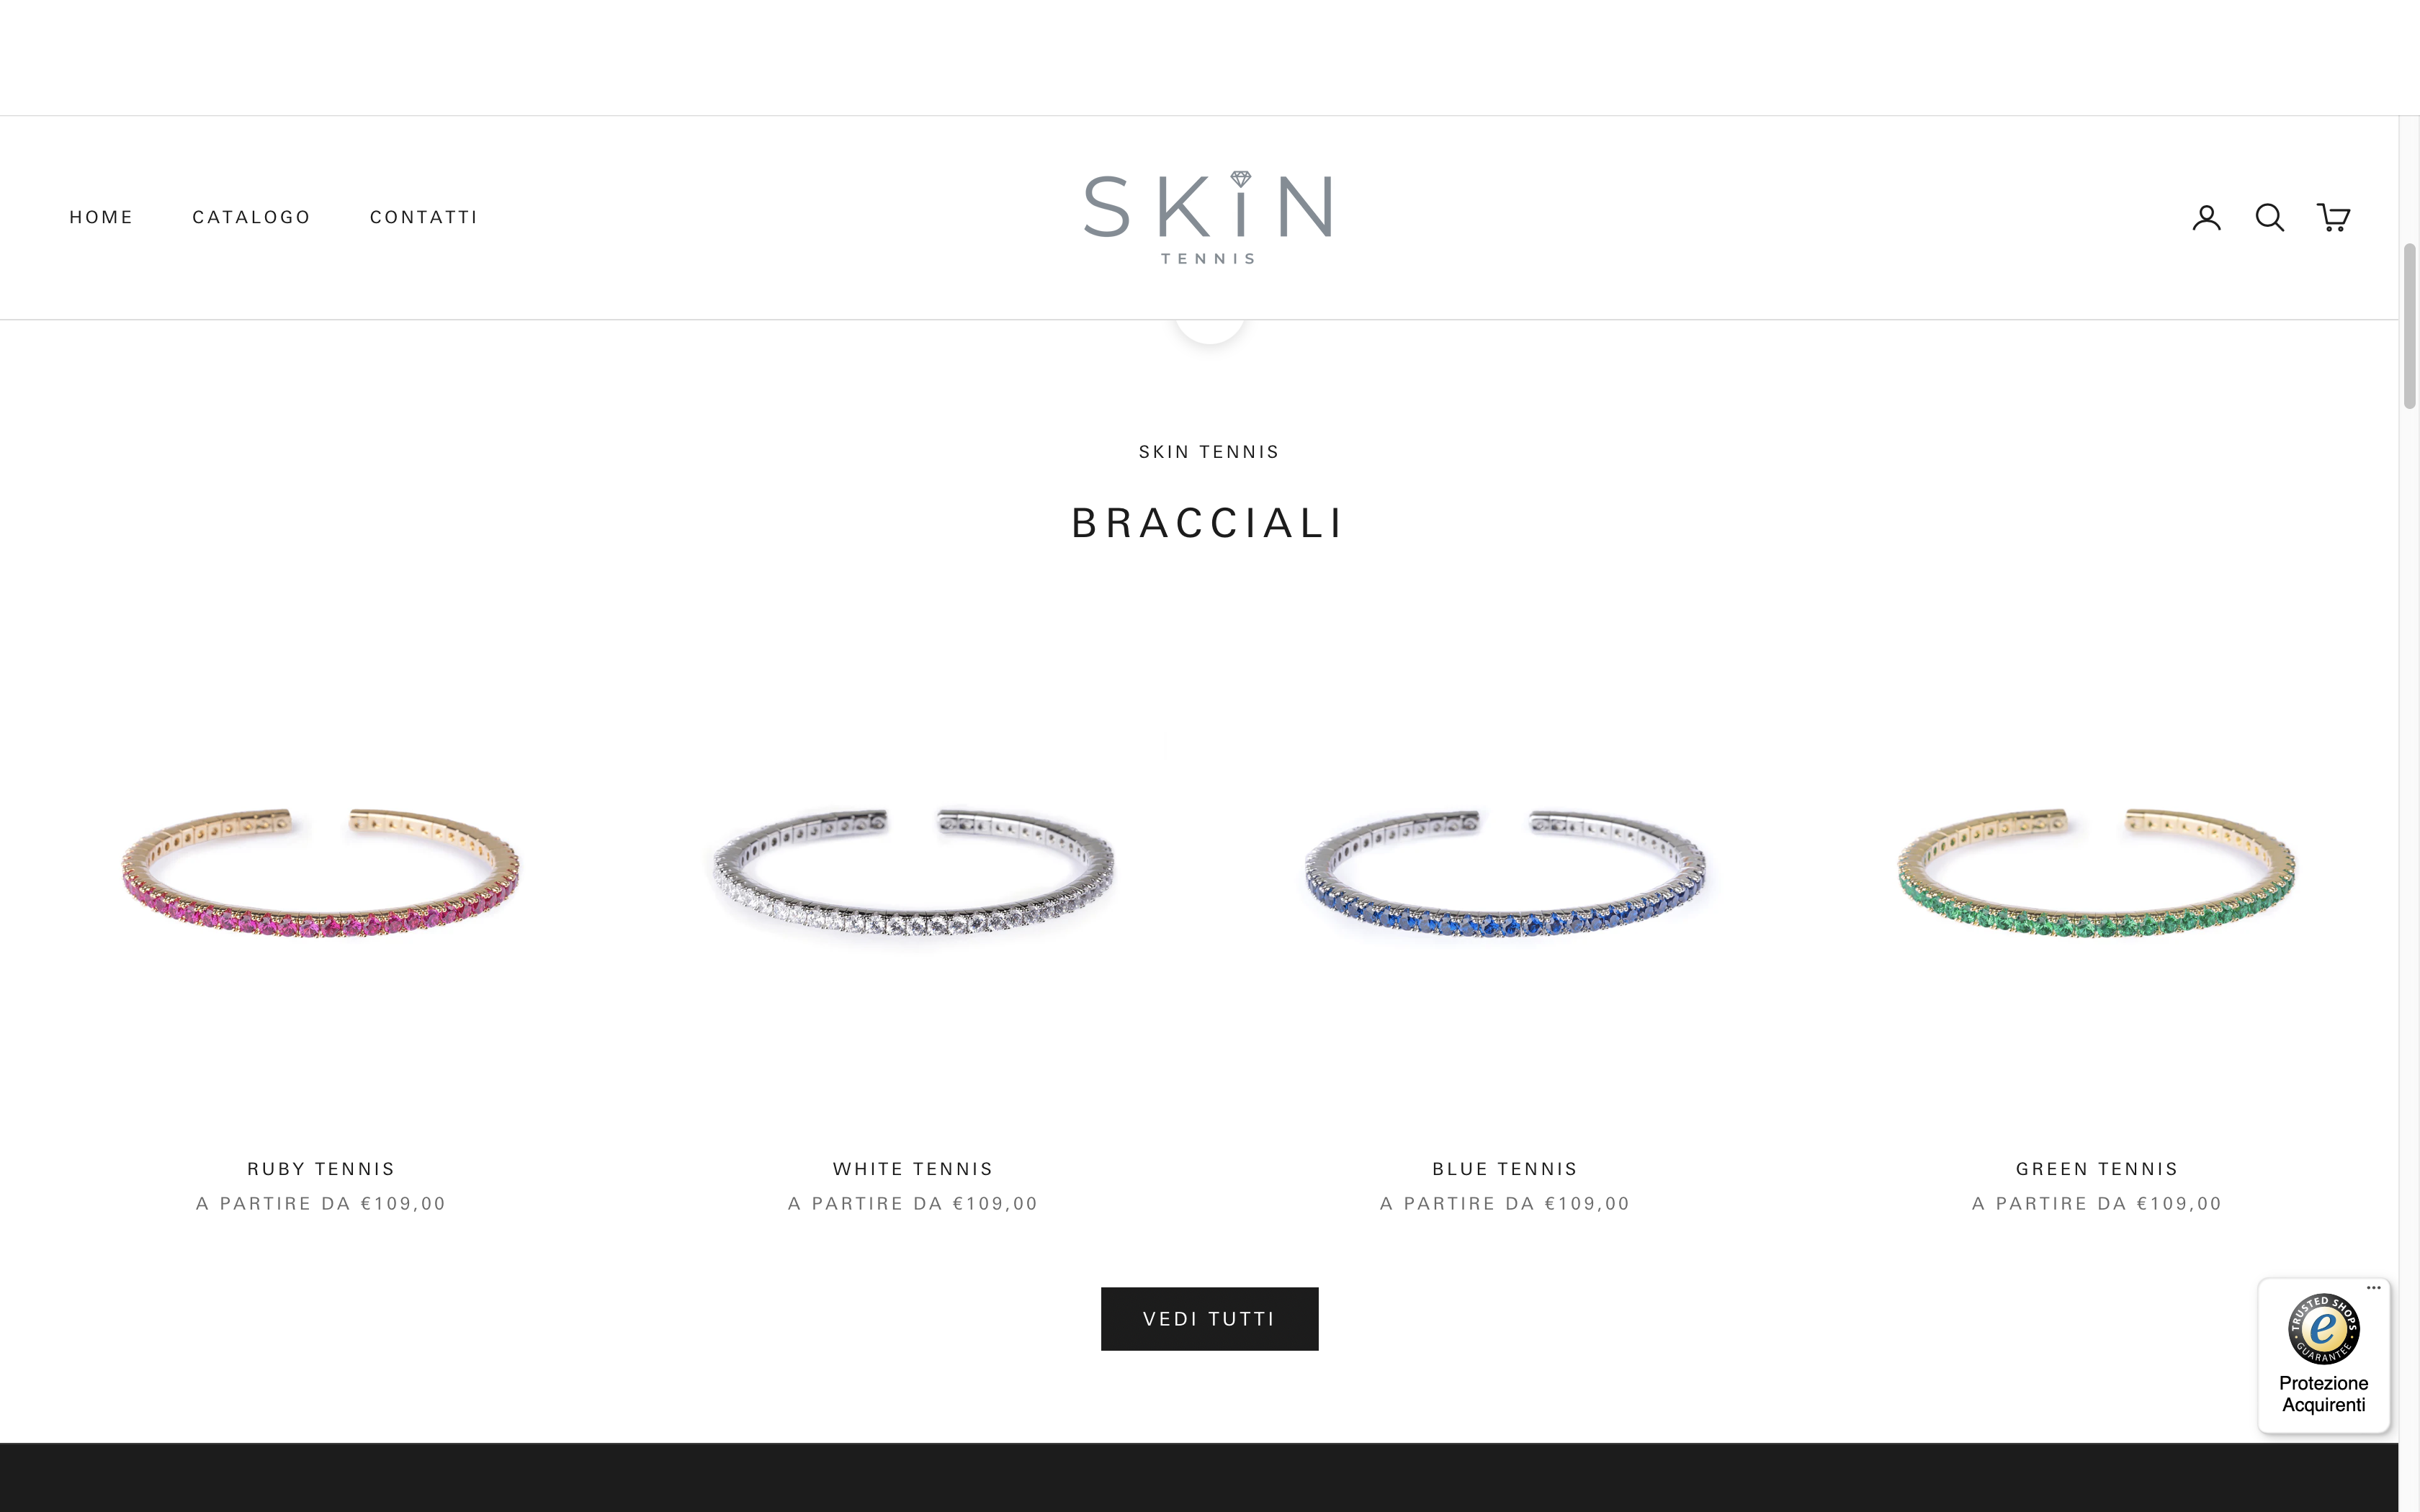 HOME CATALOGO CONTATTI
SKiN
TENNIS
SKIN TENNIS
BRACCIALI
RUBY TENNIS
A PARTIRE DA €109,00
WHITE TENNIS
A PARTIRE DA €109,00
BLUE TENNIS
A PARTIRE DA €109,00
GREEN TENNIS
A PARTIRE DA €109,00
VEDI TUTTI
TRUSTED SHOPS
e
GUARANTEE
Protezione
Acquirenti